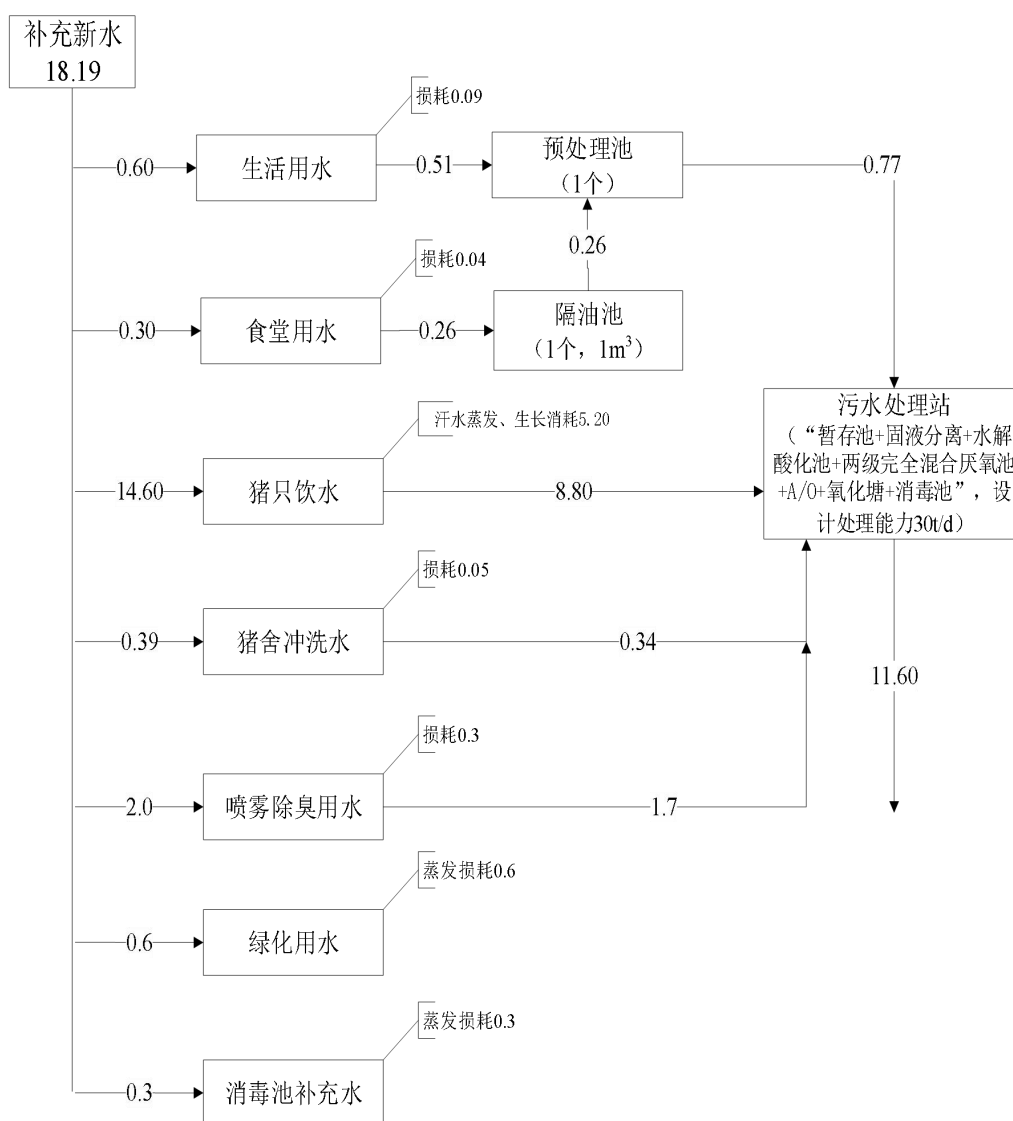 补充新水
18.19
损耗0.09
0.60
生活用水
0.51
预处理池
（1个）
0.77
0.26
损耗0.04
0.30
食堂用水
0.26
隔油池
（1个，1m³）
污水处理站
（“暂存池+固液分离+水解
酸化池+两级完全混合厌氧池
+A/O+氧化塘+消毒池”，设
计处理能力30t/d）
汗水蒸发、生长消耗5.20
14.60
猪只饮水
8.80
损耗0.05
0.39
猪舍冲洗水
0.34
11.60
损耗0.3
2.0
喷雾除臭用水
1.7
蒸发损耗0.6
0.6
绿化用水
蒸发损耗0.3
0.3
消毒池补充水